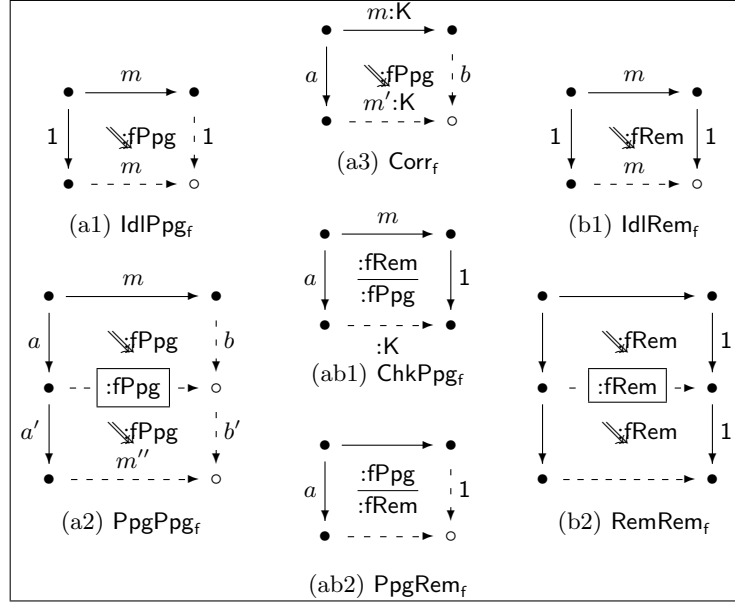 m
1 :fPpg 1
m
(a1) IdlPpg_f
m:K
a :fPpg b
m′:K
(a3) Corr_f
m
1 :fRem 1
m
(b1) IdlRem_f
m
a :fPpg b
:fPpg
a′ :fPpg b′
m′′
(a2) PpgPpg_f
m
a :fRem 1
:fPpg
:K
(ab1) ChkPpg_f
a :fPpg 1
:fRem
(ab2) PpgRem_f
:fRem 1
:fRem
:fRem 1
(b2) RemRem_f